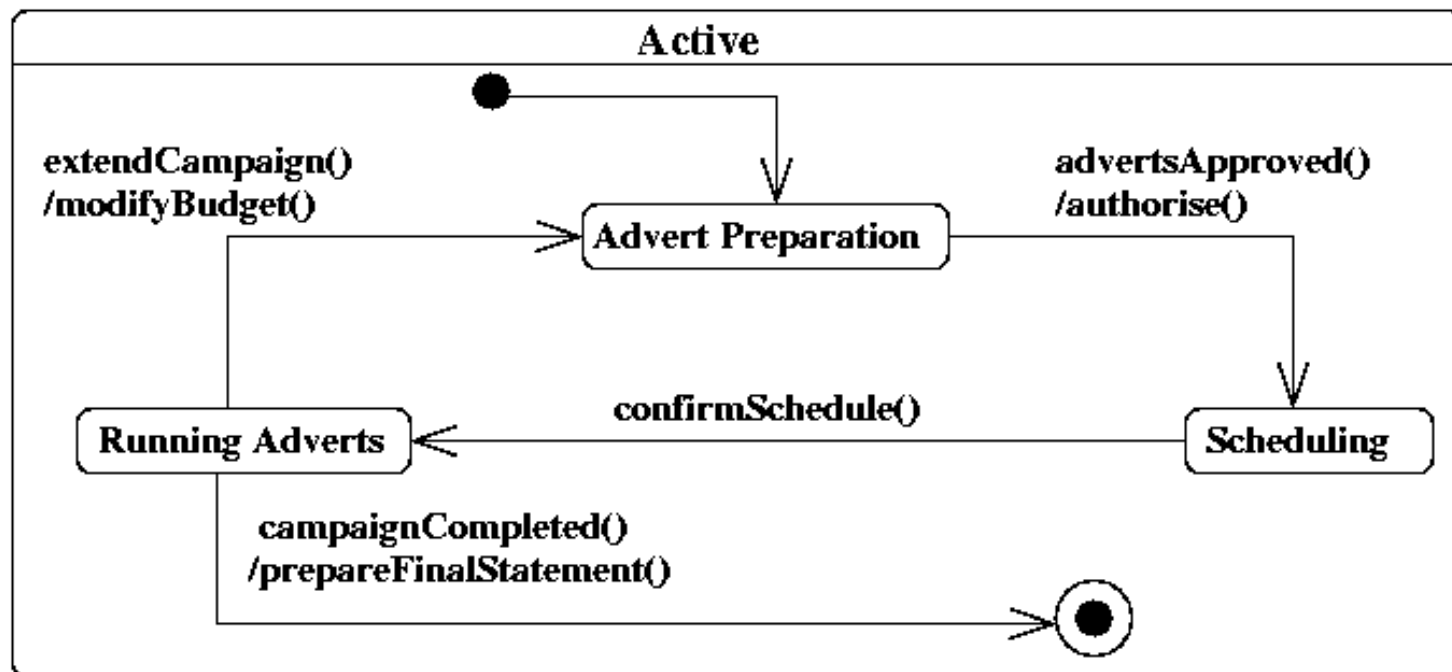 Active
extendCampaign()
/modifyBudget()
advertsApproved()
/authorise()
Advert Preparation
confirmSchedule()
Running Adverts
Scheduling
campaignCompleted()
/prepareFinalStatement()